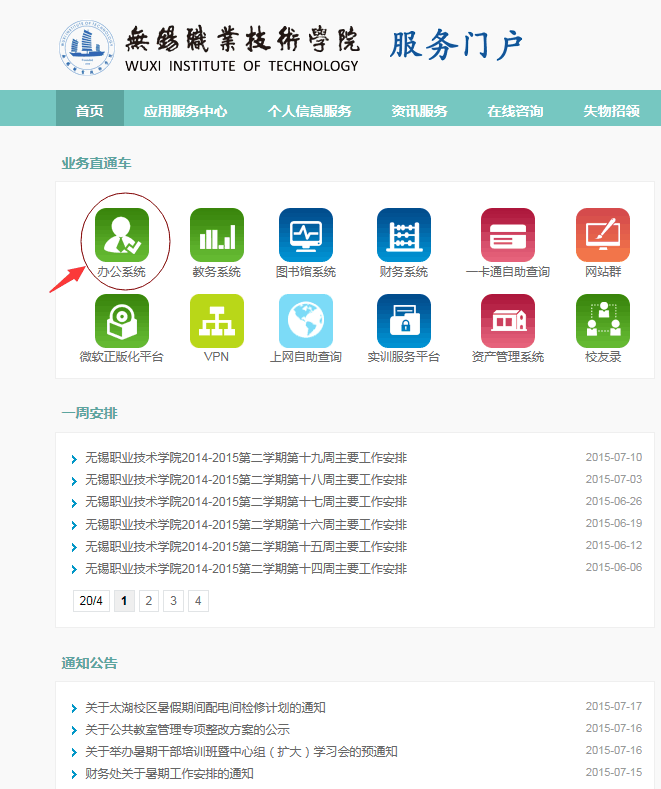 無錫職業技術學院 服务门户
WUXI INSTITUTE OF TECHNOLOGY
首页 应用服务中心 个人信息服务 资讯服务 在线咨询 失物招领
业务直通车
办公系统 教务系统 图书馆系统 财务系统 一卡通自助查询 网站群
微软正版化平台 VPN 上网自助查询 实训服务平台 资产管理系统 校友录
一周安排
无锡职业技术学院2014-2015第二学期第十九周主要工作安排 2015-07-10
无锡职业技术学院2014-2015第二学期第十八周主要工作安排 2015-07-03
无锡职业技术学院2014-2015第二学期第十七周主要工作安排 2015-06-26
无锡职业技术学院2014-2015第二学期第十六周主要工作安排 2015-06-19
无锡职业技术学院2014-2015第二学期第十五周主要工作安排 2015-06-12
无锡职业技术学院2014-2015第二学期第十四周主要工作安排 2015-06-06
20/4 1 2 3 4
通知公告
关于太湖校区暑假期间配电间检修计划的通知 2015-07-17
关于公共教室管理专项整改方案的公示 2015-07-16
关于举办暑期干部培训班暨中心组（扩大）学习会的预通知 2015-07-16
财务处关于暑期工作安排的通知 2015-07-15